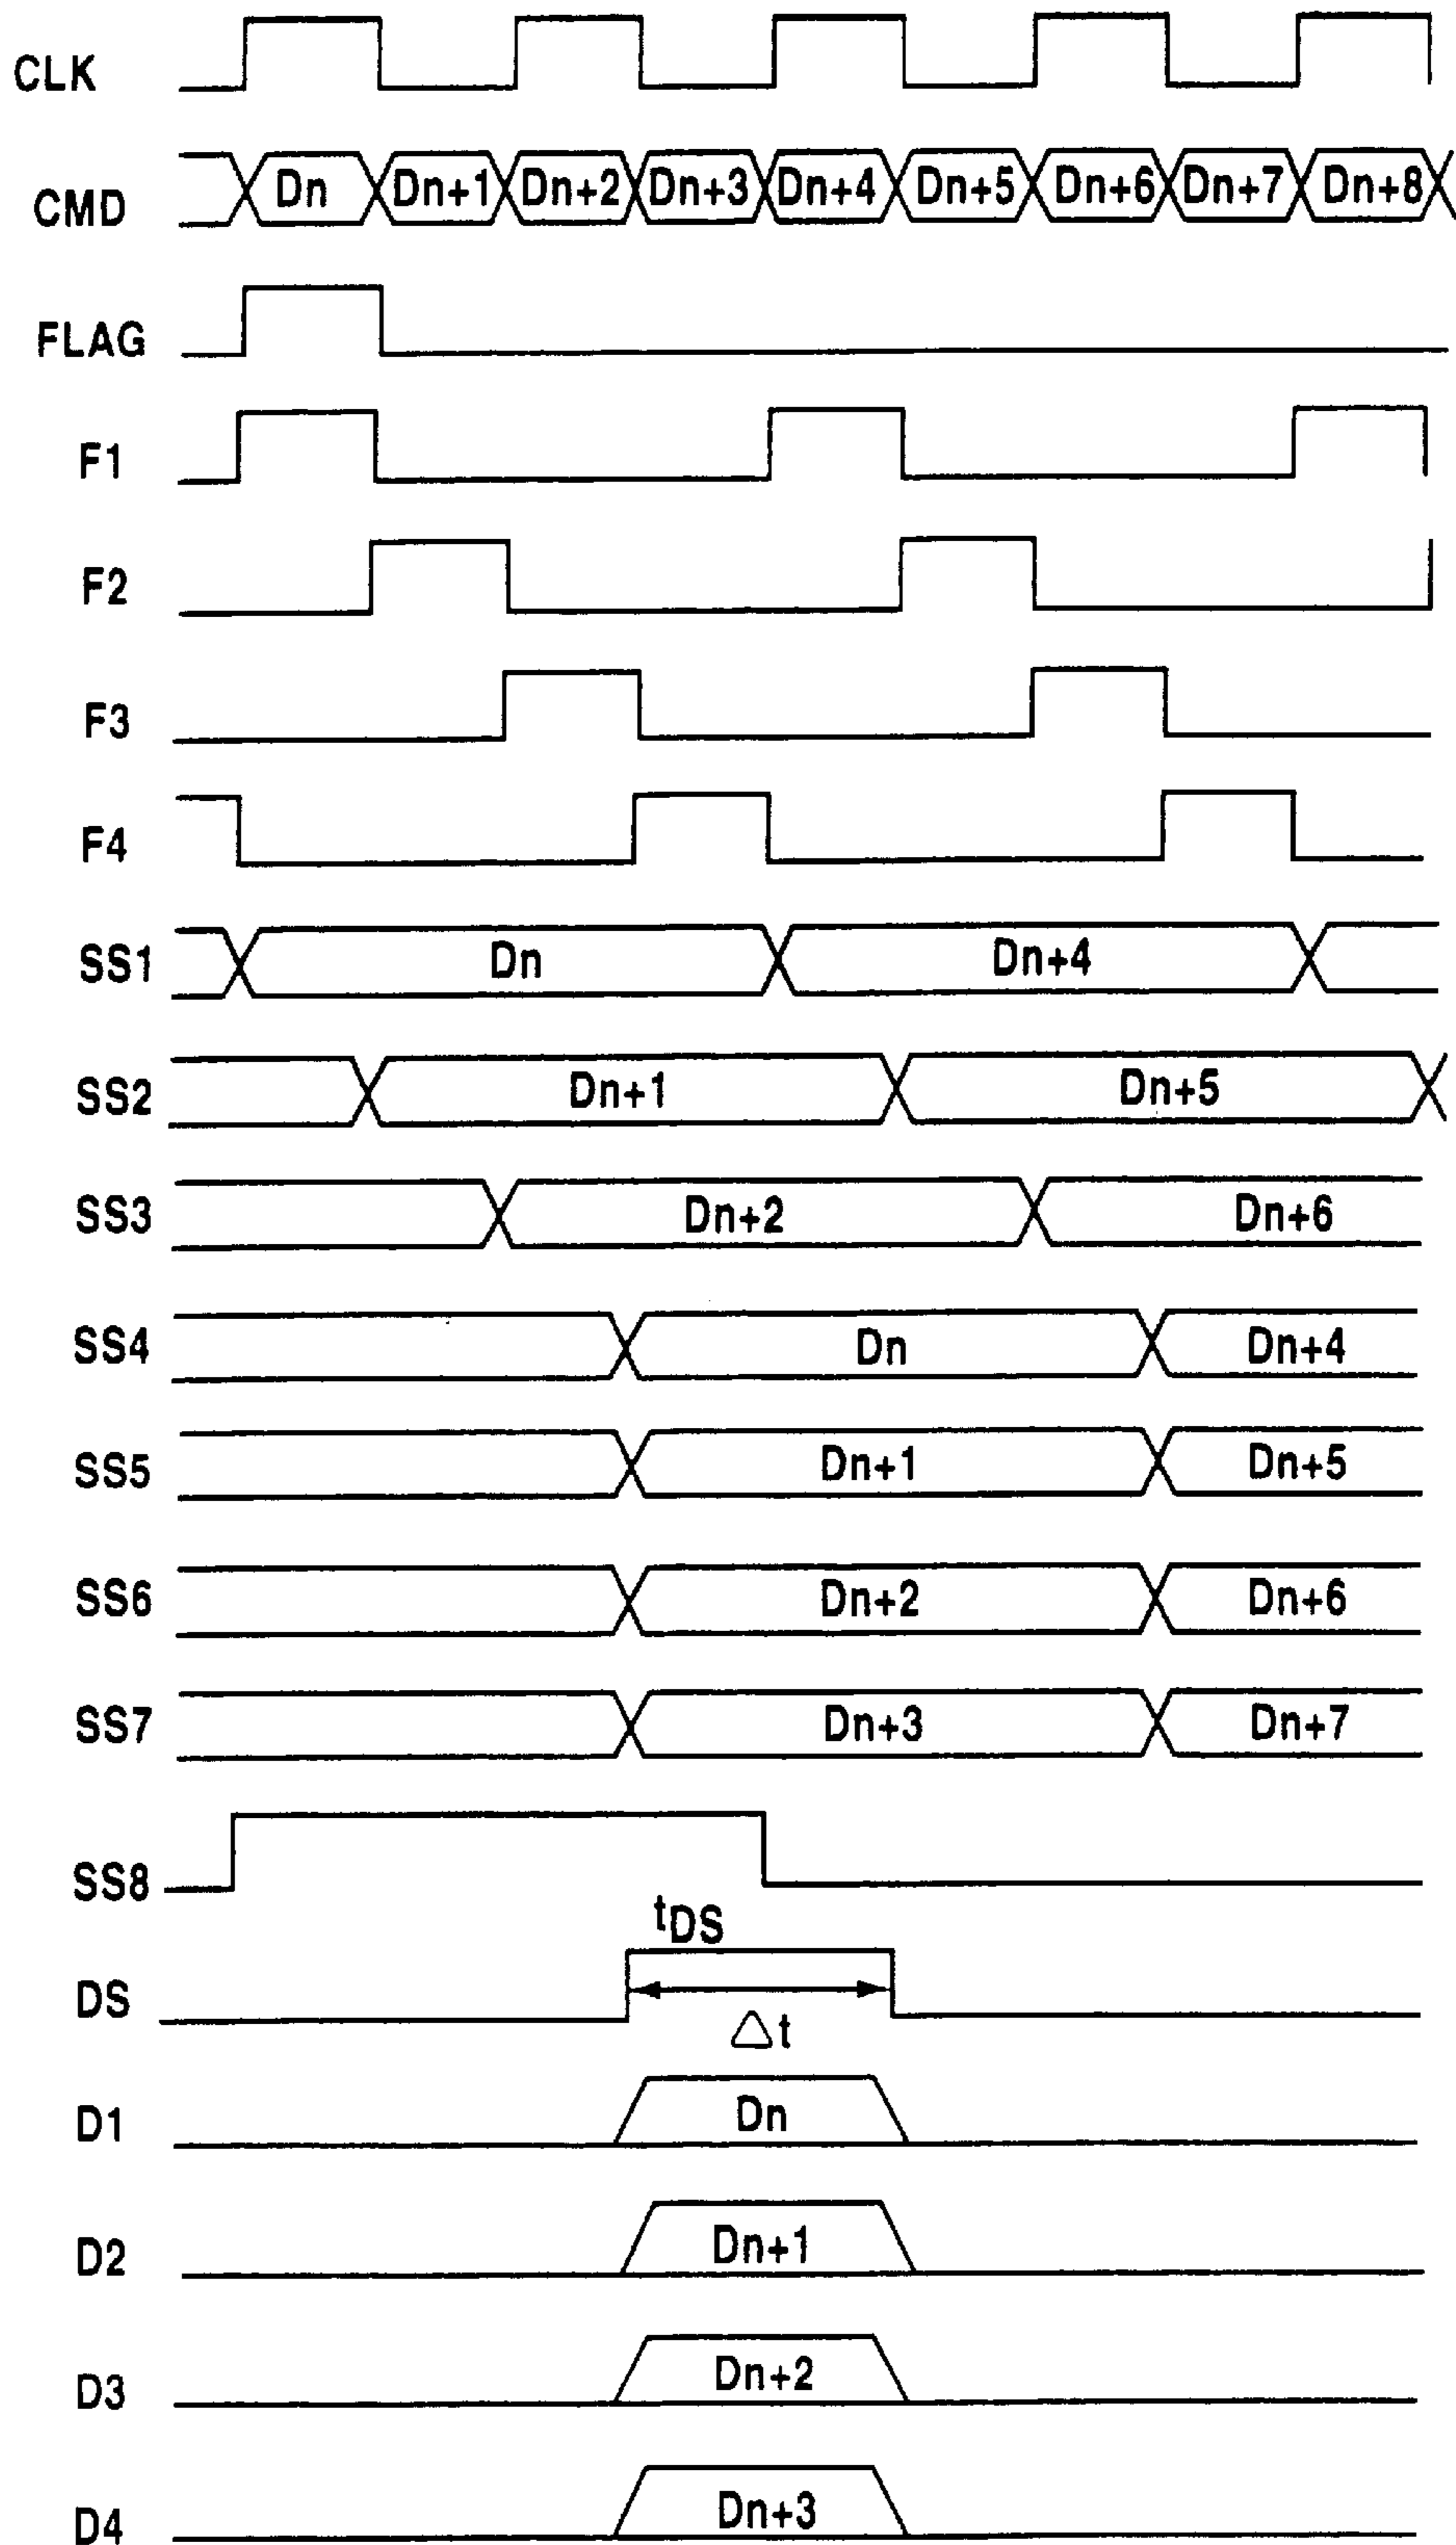 CLK
CMD Dn Dn+1 Dn+2 Dn+3 Dn+4 Dn+5 Dn+6 Dn+7 Dn+8
FLAG
F1
F2
F3
F4
SS1 Dn Dn+4
SS2 Dn+1 Dn+5
SS3 Dn+2 Dn+6
SS4 Dn Dn+4
SS5 Dn+1 Dn+5
SS6 Dn+2 Dn+6
SS7 Dn+3 Dn+7
SS8
tDS
DS
△t
D1 Dn
D2 Dn+1
D3 Dn+2
D4 Dn+3